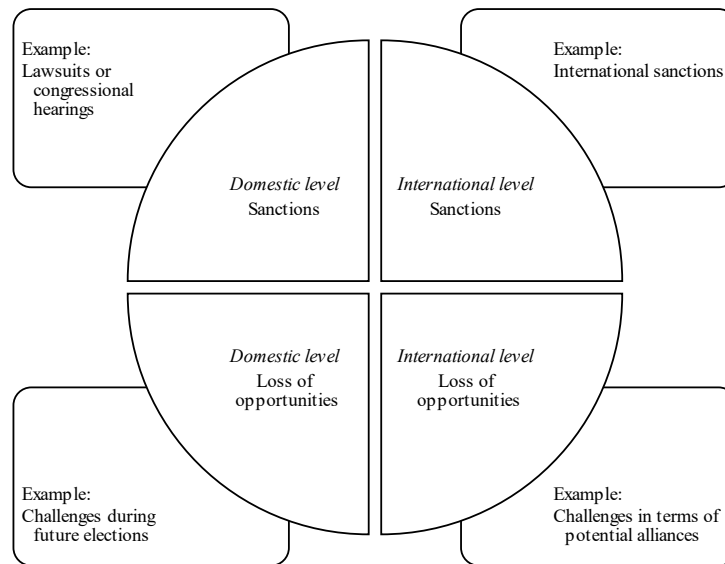 Example:
Lawsuits or
congressional
hearings
Example:
International sanctions
Domestic level
Sanctions
International level
Sanctions
Domestic level
Loss of
opportunities
International level
Loss of
opportunities
Example:
Challenges during
future elections
Example:
Challenges in terms of
potential alliances